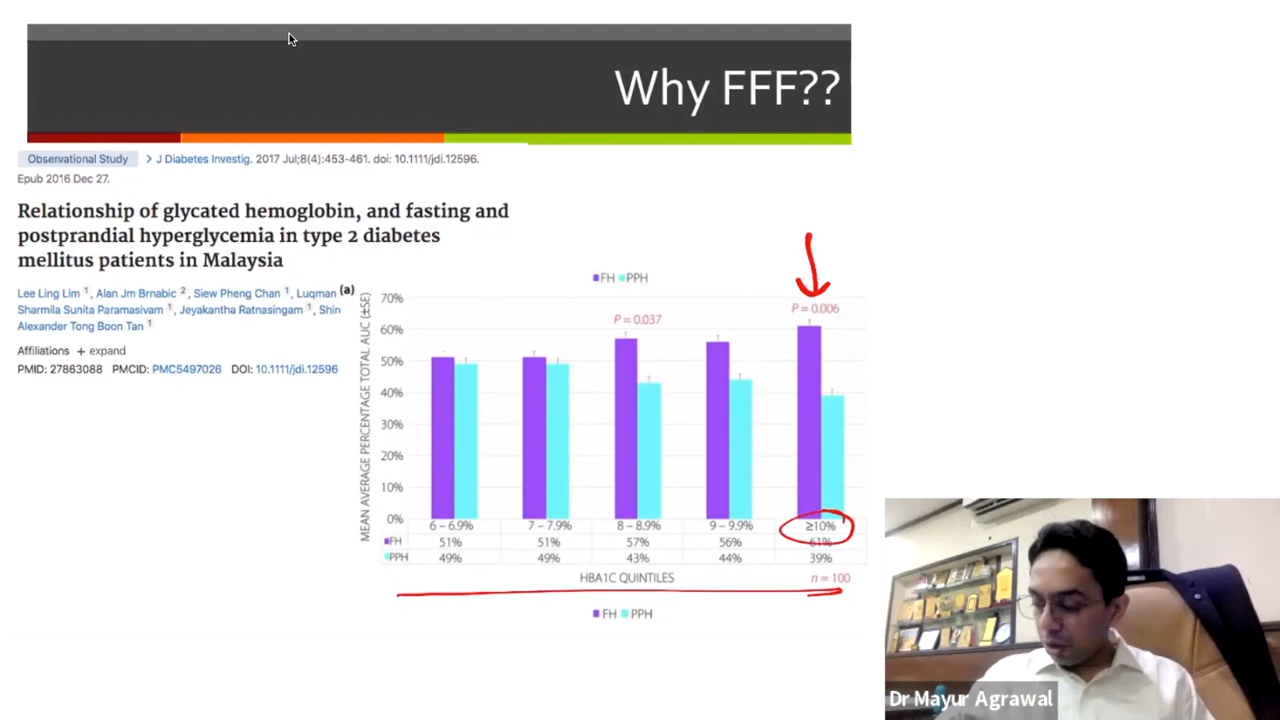 Why FFF??
Observational Study > J Diabetes Investig. 2017 Jul;8(4):453-461. doi: 10.1111/jdi.12596.
Epub 2016 Dec 27.
Relationship of glycated hemoglobin, and fasting and
postprandial hyperglycemia in type 2 diabetes
mellitus patients in Malaysia
Lee Ling Lim 1, Alan Jm Brnabic 2, Siew Pheng Chan 1, Luqman
Sharmila Sunita Paramasivam 1, Jeyakantha Ratnasingam 1, Shir
Alexander Tong Boon Tan 1
Affiliations + expand
PMID: 27863088 PMCID: PMC5497026 DOI: 10.1111/jdi.12596
(a)
FH PPH
MEAN AVERAGE PERCENTAGE TOTAL AUC (±SE)
70%
60%
50%
40%
30%
20%
10%
0%
P = 0.037
P = 0.006
6 – 6.9% 7 – 7.9% 8 – 8.9% 9 – 9.9% ≥10%
FH 51% 51% 57% 56% 61%
PPH 49% 49% 43% 44% 39%
HBA1C QUINTILES
n = 100
FH PPH
Dr Mayur Agrawal